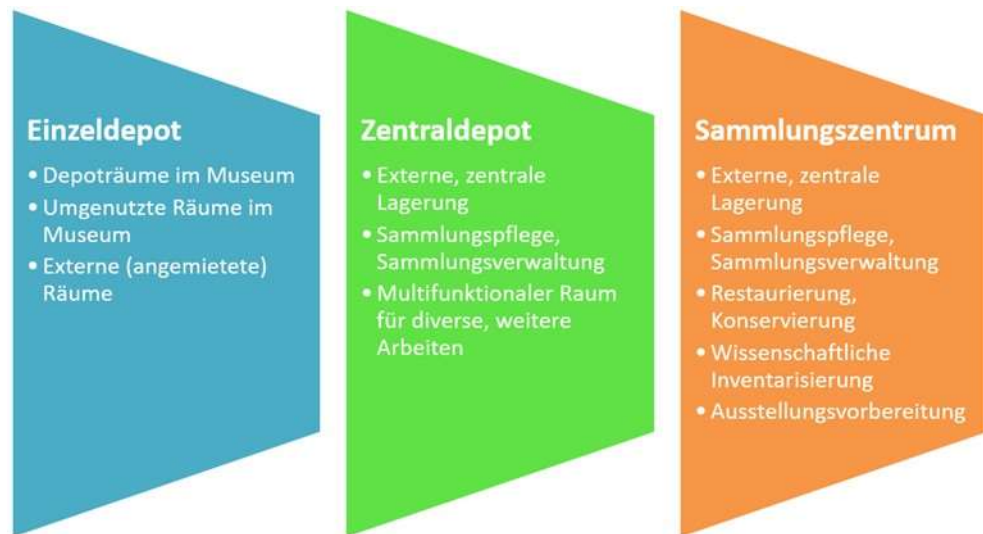 Einzeldepot
• Depoträume im Museum
• Umgenutzte Räume im
Museum
• Externe (angemietete)
Räume
Zentraldepot
• Externe, zentrale
Lagerung
• Sammlungspflege,
Sammlungsverwaltung
• Multifunktionaler Raum
für diverse, weitere
Arbeiten
Sammlungszentrum
• Externe, zentrale
Lagerung
• Sammlungspflege,
Sammlungsverwaltung
• Restaurierung,
Konservierung
• Wissenschaftliche
Inventarisierung
• Ausstellungsvorbereitung